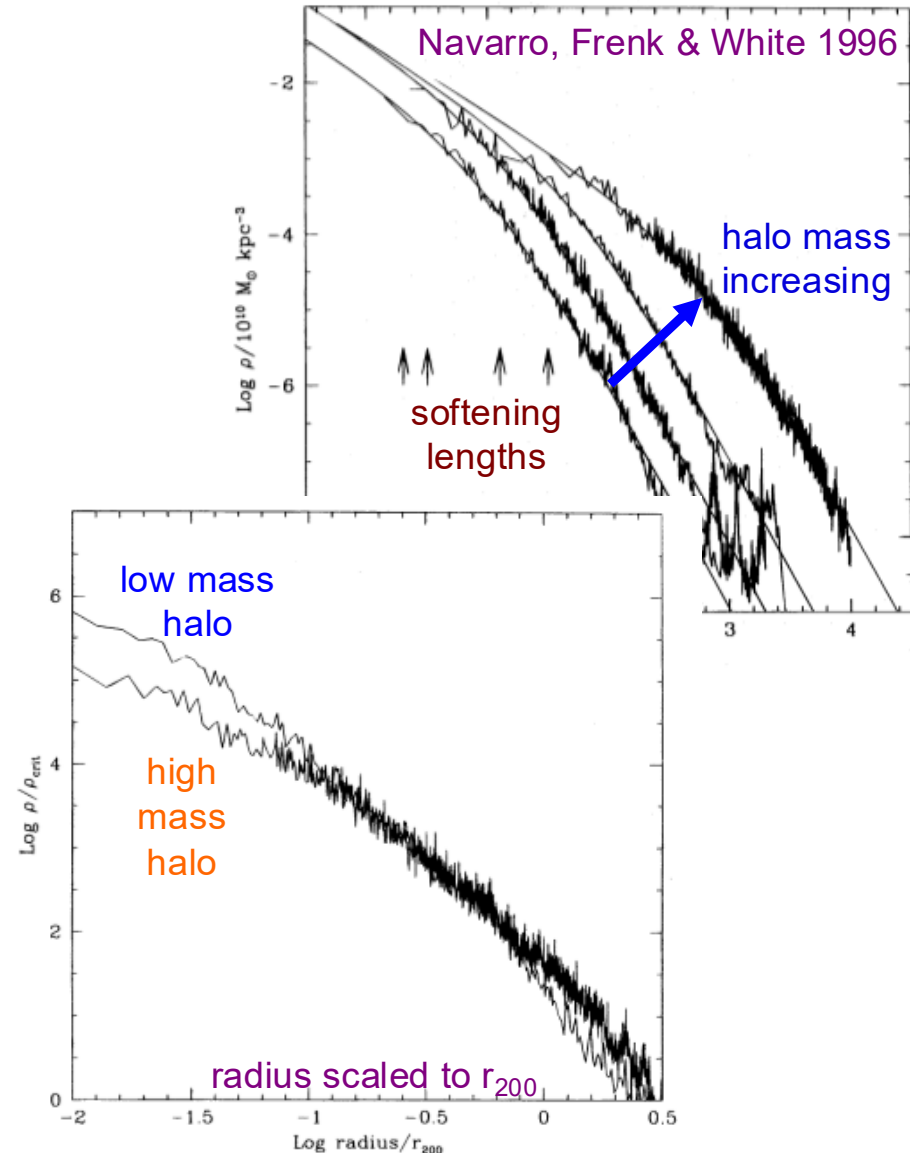 Navarro, Frenk & White 1996
-2
-4
-6
Log ρ/10¹⁰ M⊙ kpc⁻³
halo mass
increasing
softening
lengths
3
4
low mass
halo
high
mass
halo
6
4
2
0
Log ρ/ρcrit
radius scaled to r200
-2
-1
-0.5
0
0.5
Log radius/r200